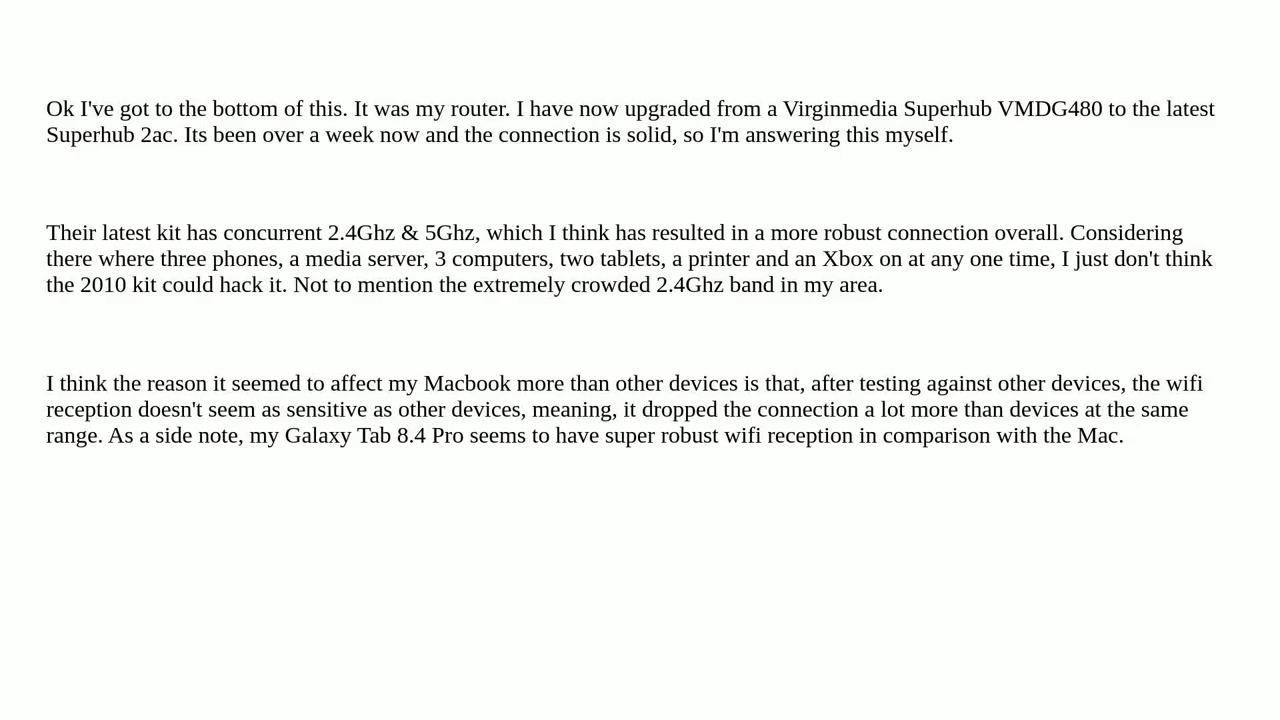 Ok I've got to the bottom of this. It was my router. I have now upgraded from a Virginmedia Superhub VMDG480 to the latest
Superhub 2ac. Its been over a week now and the connection is solid, so I'm answering this myself.
Their latest kit has concurrent 2.4Ghz & 5Ghz, which I think has resulted in a more robust connection overall. Considering
there where three phones, a media server, 3 computers, two tablets, a printer and an Xbox on at any one time, I just don't think
the 2010 kit could hack it. Not to mention the extremely crowded 2.4Ghz band in my area.
I think the reason it seemed to affect my Macbook more than other devices is that, after testing against other devices, the wifi
reception doesn't seem as sensitive as other devices, meaning, it dropped the connection a lot more than devices at the same
range. As a side note, my Galaxy Tab 8.4 Pro seems to have super robust wifi reception in comparison with the Mac.